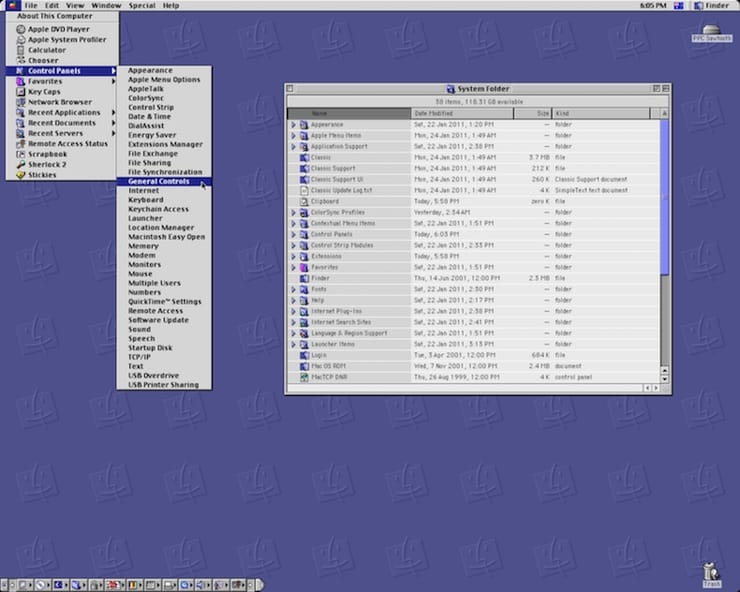 File Edit View Window Special Help 6:05 PM Finder
About This Computer
Apple DVD Player
Apple System Profiler
Calculator
Chooser
Control Panels
Favorites
Key Caps
Network Browser
Recent Applications
Recent Documents
Recent Servers
Remote Access Status
Scrapbook
Sherlock 2
Stickies
Appearance
Apple Menu Options
AppleTalk
ColorSync
Control Strip
Date & Time
DialAssist
Energy Saver
Extensions Manager
File Exchange
File Sharing
File Synchronization
General Controls
Internet
Keyboard
Keychain Access
Launcher
Location Manager
Macintosh Easy Open
Memory
Modem
Monitors
Mouse
Multiple Users
Numbers
QuickTime™ Settings
Remote Access
Software Update
Sound
Speech
Startup Disk
TCP/IP
Text
USB Overdrive
USB Printer Sharing
System Folder
38 items, 118.31 GB available
Name Date Modified Size Kind
Appearance Sat, 22 Jan 2011, 1:20 PM — folder
Apple Menu Items Mon, 24 Jan 2011, 1:49 AM — folder
Application Support Sat, 22 Jan 2011, 2:38 PM — folder
Classic Mon, 24 Jan 2011, 1:49 AM 3.7 MB file
Classic Support Mon, 24 Jan 2011, 1:49 AM 212 K file
Classic Support UI Mon, 24 Jan 2011, 1:49 AM 260 K Classic Support document
Classic Update Log.txt Mon, 24 Jan 2011, 1:49 AM 4 K SimpleText text document
Clipboard Today, 5:58 PM zero K file
ColorSync Profiles Yesterday, 2:34 AM — folder
Contextual Menu Items Sat, 22 Jan 2011, 1:51 PM — folder
Control Panels Today, 6:03 PM — folder
Control Strip Modules Sat, 22 Jan 2011, 2:33 PM — folder
Extensions Today, 5:58 PM — folder
Favorites Sat, 22 Jan 2011, 1:51 PM — folder
Finder Thu, 14 Jun 2001, 12:00 PM 2.3 MB file
Fonts Sat, 22 Jan 2011, 2:30 PM — folder
Help Sat, 22 Jan 2011, 2:17 PM — folder
Internet Plug-Ins Sat, 22 Jan 2011, 2:38 PM — folder
Internet Search Sites Sat, 22 Jan 2011, 2:41 PM — folder
Language & Region Support Sat, 22 Jan 2011, 1:51 PM — folder
Launcher Items Sat, 22 Jan 2011, 3:13 PM — folder
Login Tue, 3 Apr 2001, 12:00 PM 684 K file
Mac OS ROM Wed, 7 Nov 2001, 12:00 PM 2.4 MB document
MacTCP DNR Thu, 26 Aug 1999, 12:00 PM 4 K control panel
PPC Sawtooth
Trash